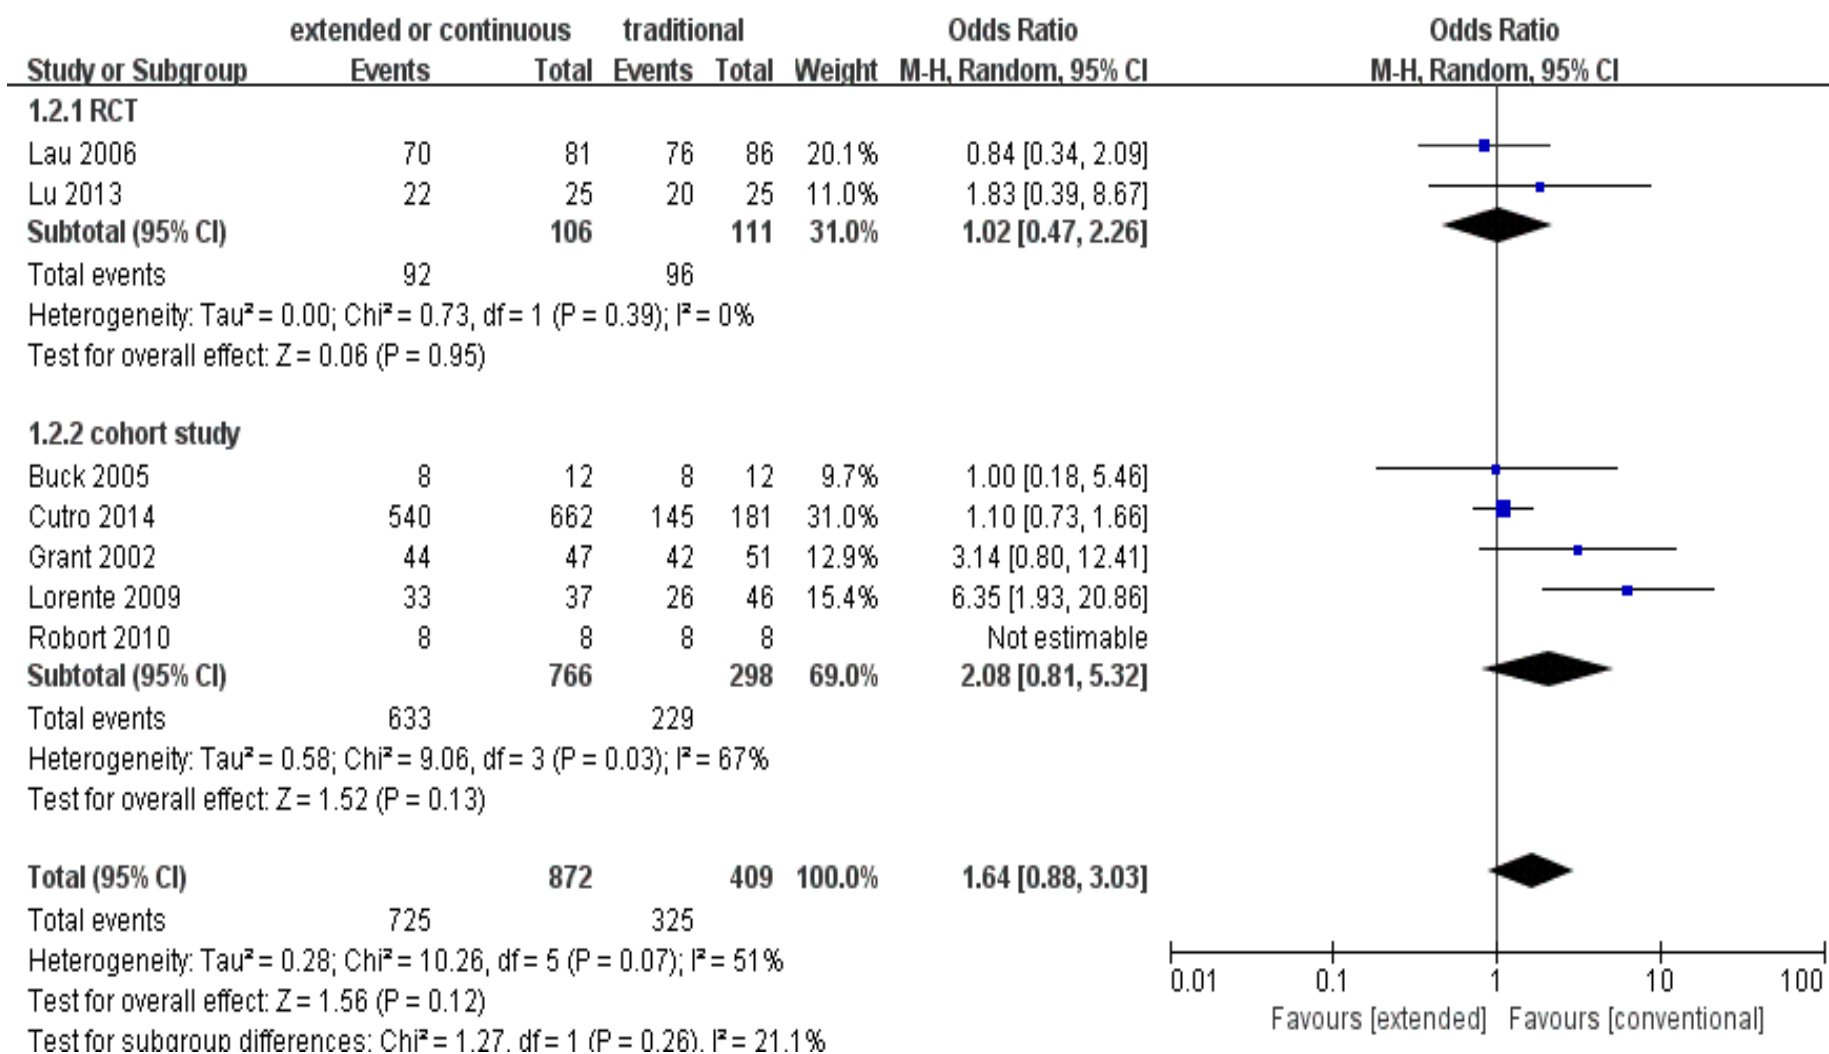 extended or continuous traditional Odds Ratio Odds Ratio
Study or Subgroup Events Total Events Total Weight M-H, Random, 95% CI M-H, Random, 95% CI
1.2.1 RCT
Lau 2006 70 81 76 86 20.1% 0.84 [0.34, 2.09]
Lu 2013 22 25 20 25 11.0% 1.83 [0.39, 8.67]
Subtotal (95% CI) 106 111 31.0% 1.02 [0.47, 2.26]
Total events 92 96
Heterogeneity: Tau² = 0.00; Chi² = 0.73, df = 1 (P = 0.39); I² = 0%
Test for overall effect: Z = 0.06 (P = 0.95)
1.2.2 cohort study
Buck 2005 8 12 8 12 9.7% 1.00 [0.18, 5.46]
Cutro 2014 540 662 145 181 31.0% 1.10 [0.73, 1.66]
Grant 2002 44 47 42 51 12.9% 3.14 [0.80, 12.41]
Lorente 2009 33 37 26 46 15.4% 6.35 [1.93, 20.86]
Robort 2010 8 8 8 8 Not estimable
Subtotal (95% CI) 766 298 69.0% 2.08 [0.81, 5.32]
Total events 633 229
Heterogeneity: Tau² = 0.58; Chi² = 9.06, df = 3 (P = 0.03); I² = 67%
Test for overall effect: Z = 1.52 (P = 0.13)
Total (95% CI) 872 409 100.0% 1.64 [0.88, 3.03]
Total events 725 325
Heterogeneity: Tau² = 0.28; Chi² = 10.26, df = 5 (P = 0.07); I² = 51%
Test for overall effect: Z = 1.56 (P = 0.12)
Test for subgroup differences: Chi² = 1.27, df = 1 (P = 0.26), I² = 21.1%
0.01 0.1 1 10 100
Favours [extended] Favours [conventional]